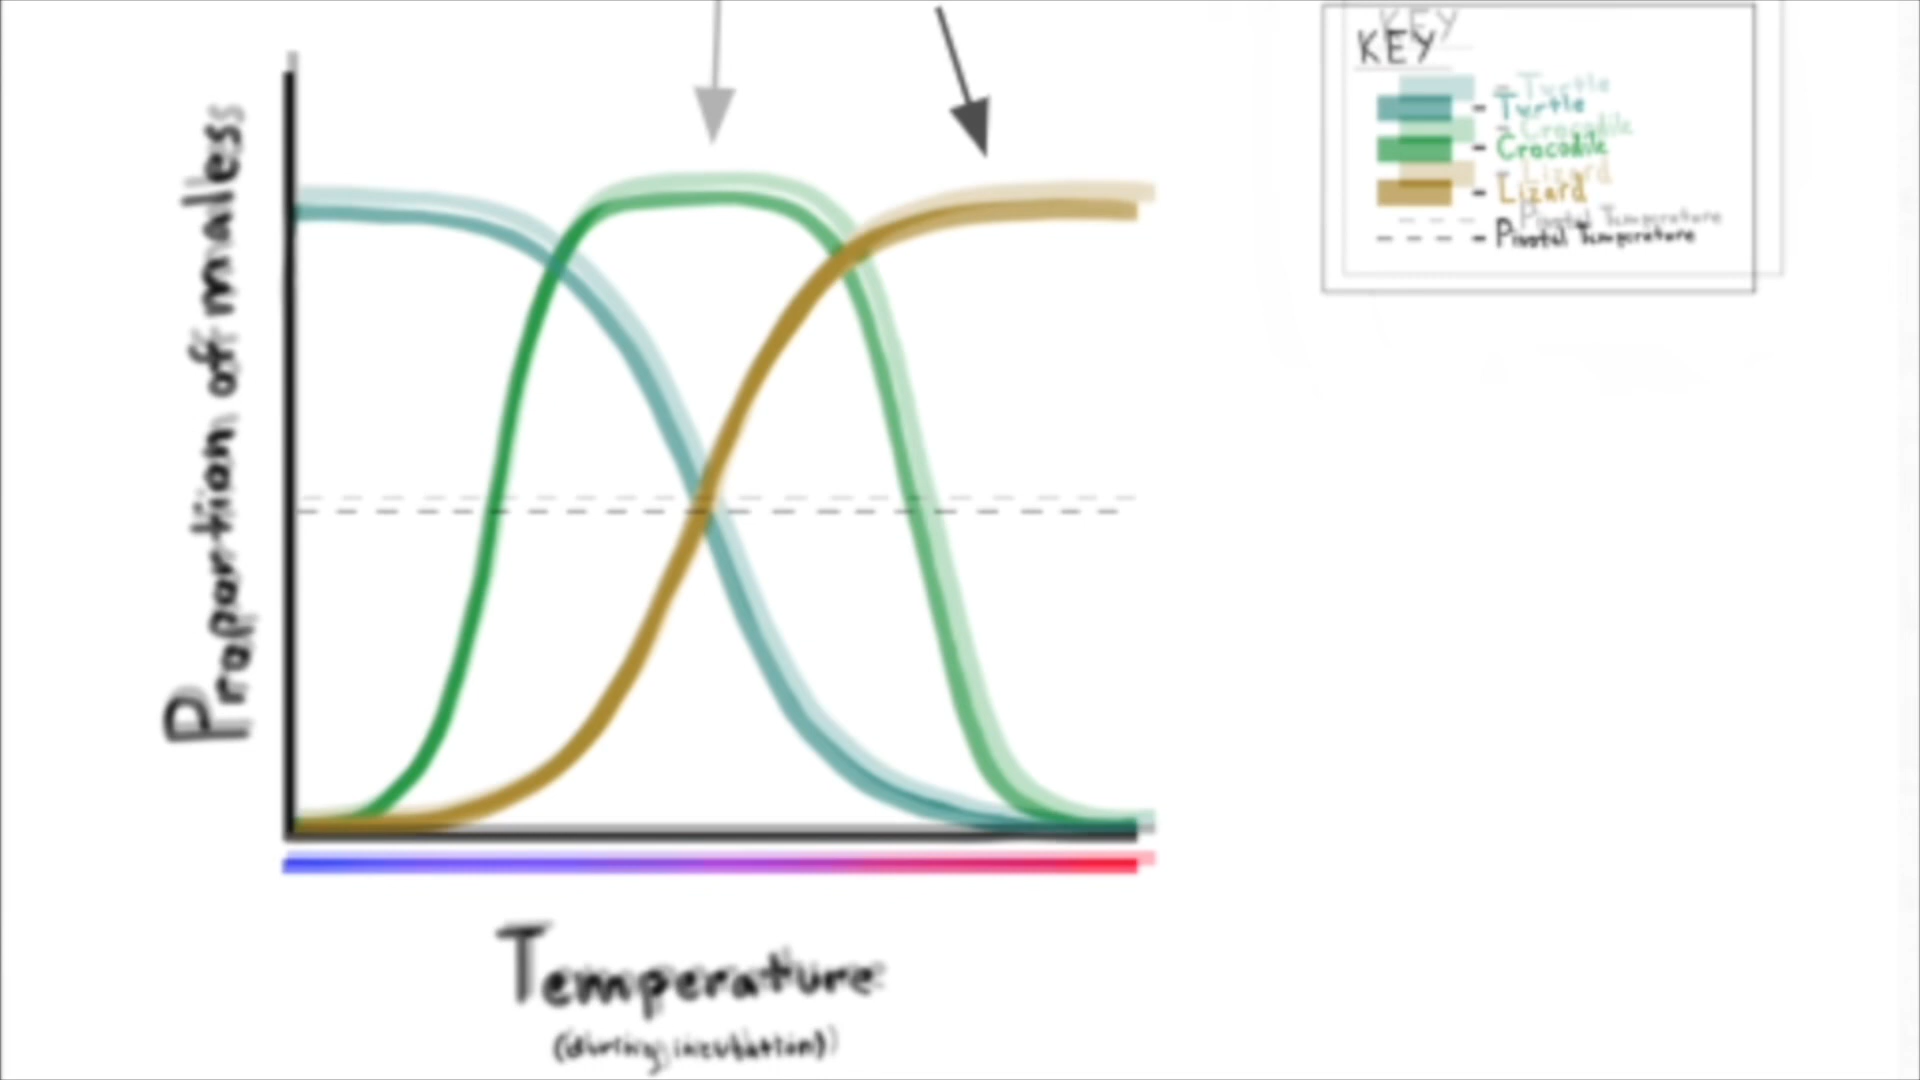 KEY
- Turtle
- Crocodile
- Lizard
- Pivotal Temperature
Proportion of males
Temperature
(during incubation)